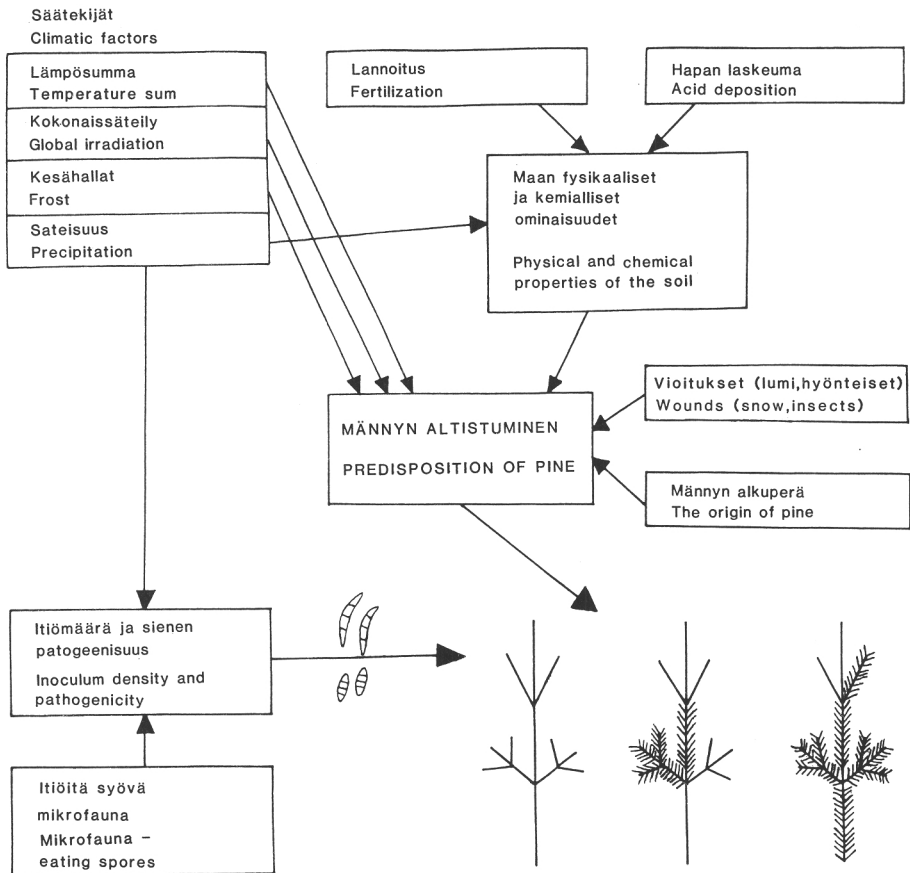 Säätekijät
Climatic factors
Lämpösumma
Temperature sum
Kokonaissäteily
Global irradiation
Kesähallat
Frost
Sateisuus
Precipitation
Lannoitus
Fertilization
Hapan laskeuma
Acid deposition
Maan fysikaaliset
ja kemialliset
ominaisuudet
Physical and chemical
properties of the soil
Vioitukset (lumi,hyönteiset)
Wounds (snow,insects)
MÄNNYN ALTISTUMINEN
PREDISPOSITION OF PINE
Männyn alkuperä
The origin of pine
Itiömäärä ja sienen
patogeenisuus
Inoculum density and
pathogenicity
Itiöitä syövä
mikrofauna
Mikrofauna –
eating spores